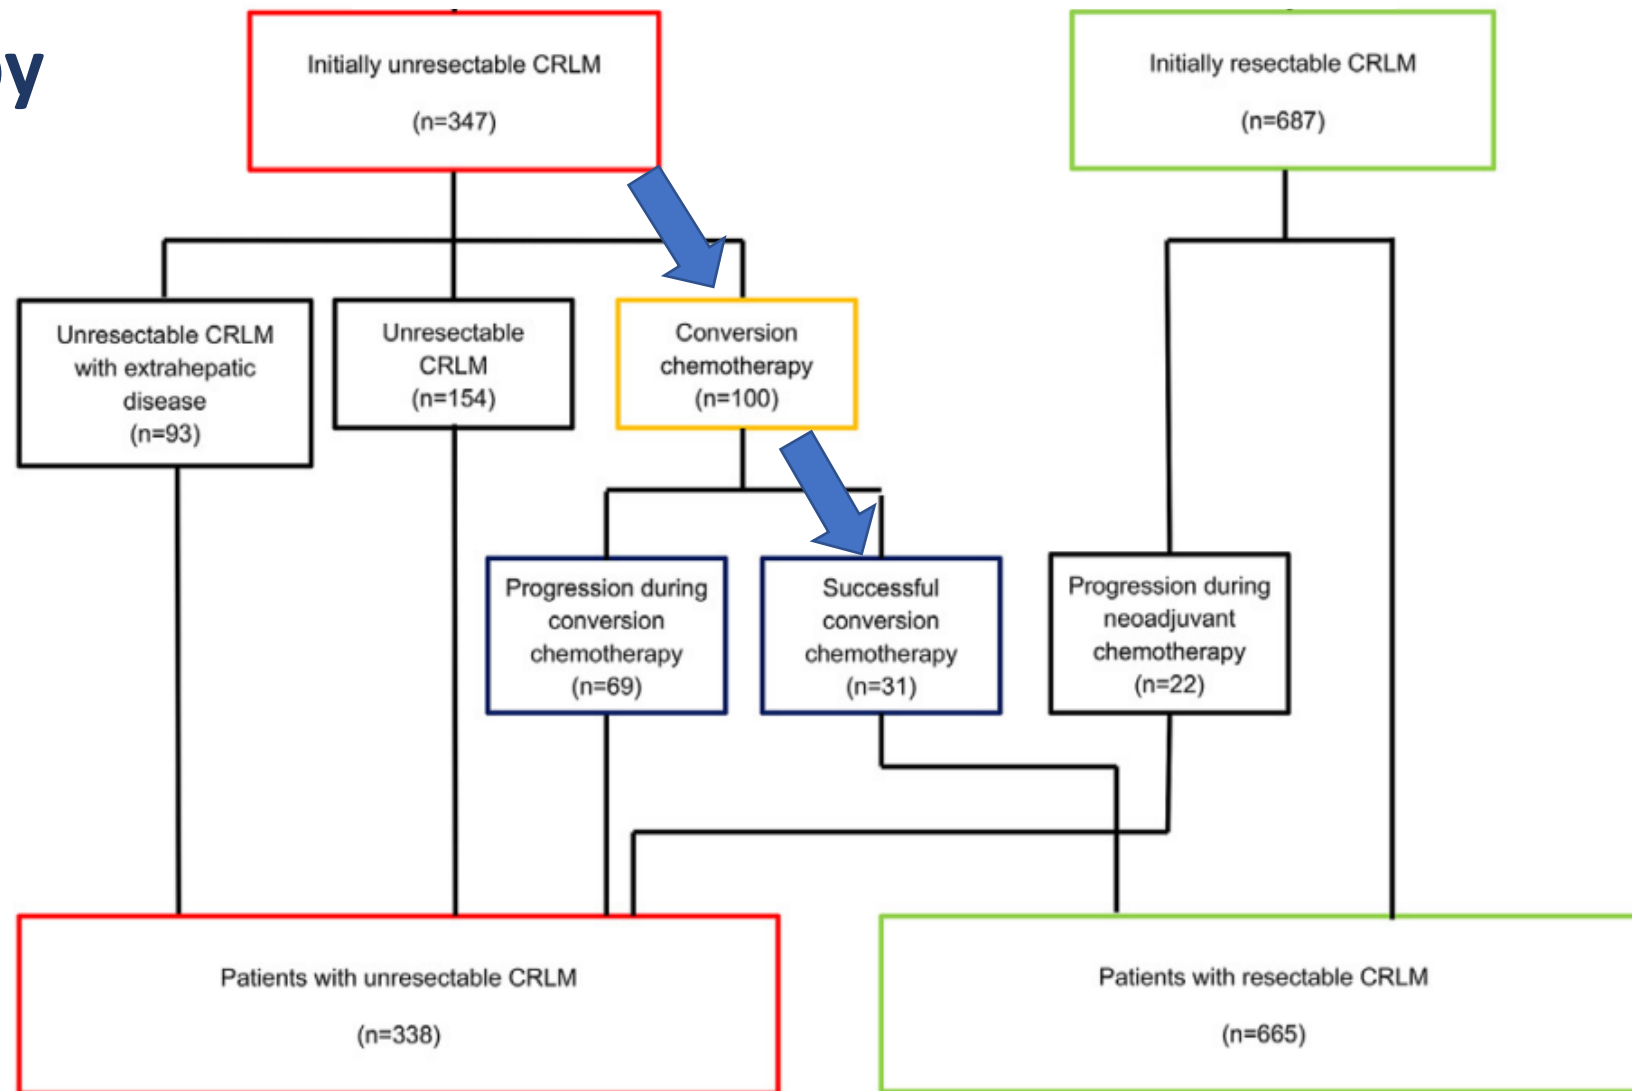 py
Initially unresectable CRLM
(n=347)
Initially resectable CRLM
(n=687)
Unresectable CRLM
with extrahepatic
disease
(n=93)
Unresectable
CRLM
(n=154)
Conversion
chemotherapy
(n=100)
Progression during
conversion
chemotherapy
(n=69)
Successful
conversion
chemotherapy
(n=31)
Progression during
neoadjuvant
chemotherapy
(n=22)
Patients with unresectable CRLM
(n=338)
Patients with resectable CRLM
(n=665)